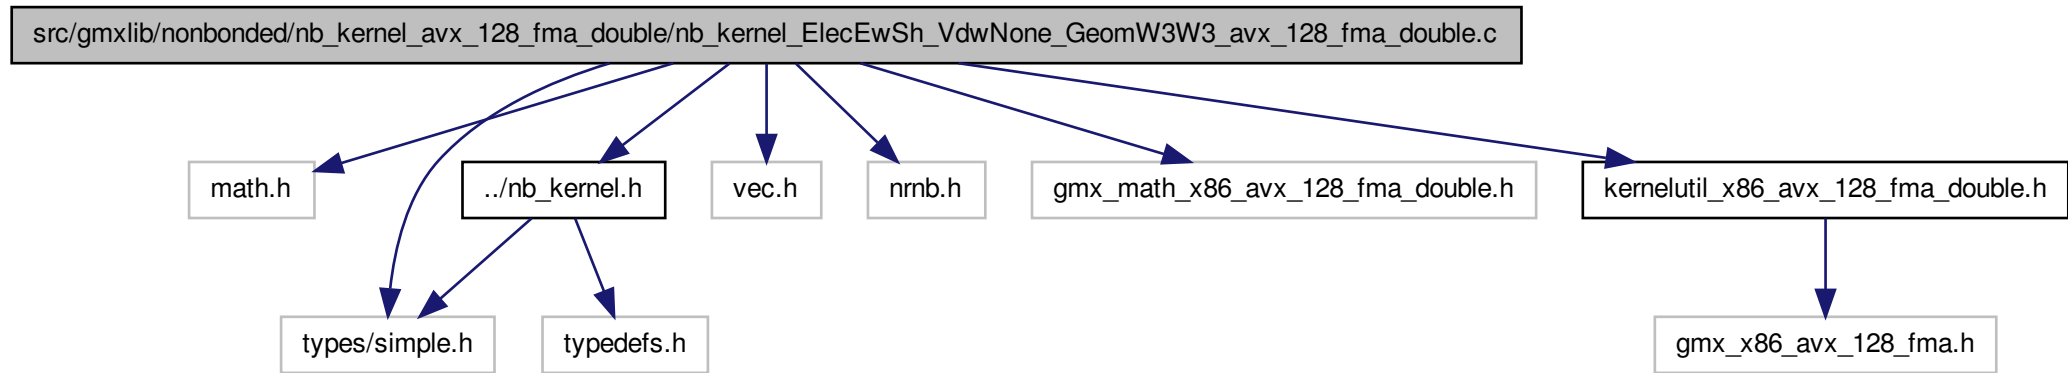 src/gmxlib/nonbonded/nb_kernel_avx_128_fma_double/nb_kernel_ElecEwSh_VdwNone_GeomW3W3_avx_128_fma_double.c
math.h
../nb_kernel.h
vec.h
nrnb.h
gmx_math_x86_avx_128_fma_double.h
kernelutil_x86_avx_128_fma_double.h
types/simple.h
typedefs.h
gmx_x86_avx_128_fma.h